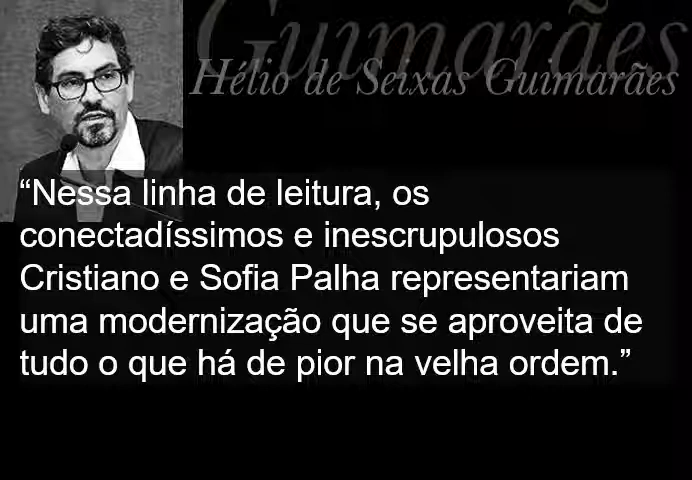 Guimarães
Hélio de Seixas Guimarães
“Nessa linha de leitura, os
conectadíssimos e inescrupulosos
Cristiano e Sofia Palha representariam
uma modernização que se aproveita de
tudo o que há de pior na velha ordem.”